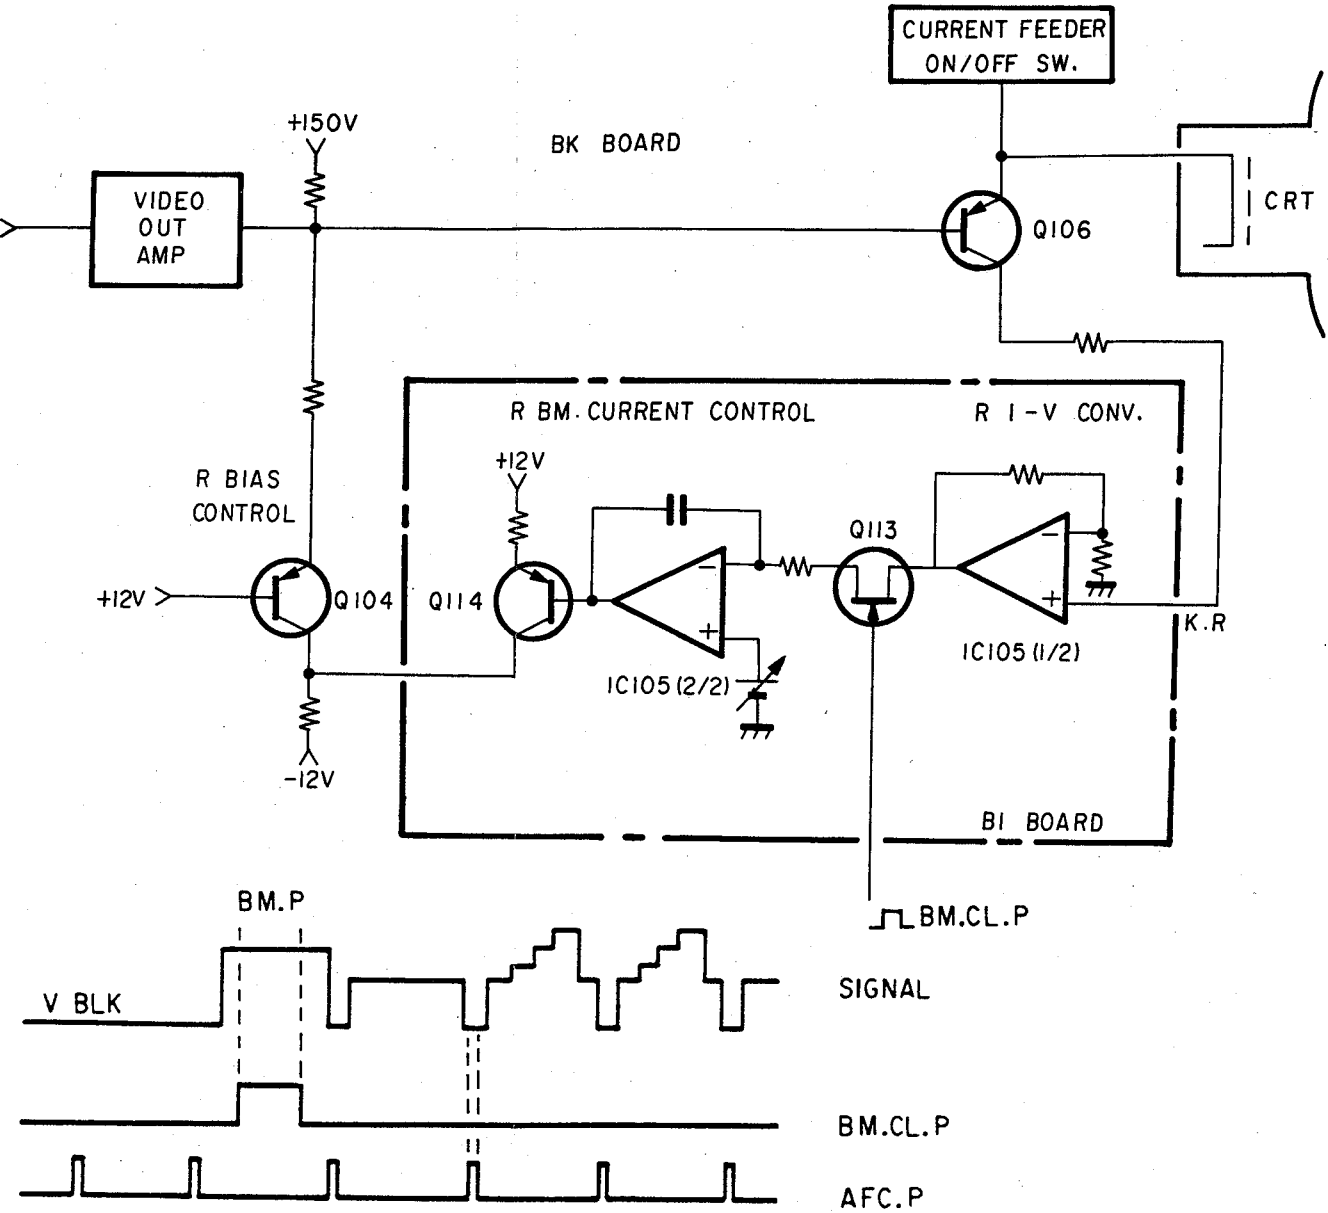 CURRENT FEEDER
ON/OFF SW.
+150V
BK BOARD
VIDEO
OUT
AMP
CRT
Q106
R BM. CURRENT CONTROL
R I-V CONV.
+12V
R BIAS
CONTROL
Q113
−
−
+12V
Q104
Q114
+
+
K.R
IC105 (1/2)
IC105 (2/2)
-12V
BI BOARD
BM.P
BM.CL.P
V BLK
SIGNAL
BM.CL.P
AFC.P